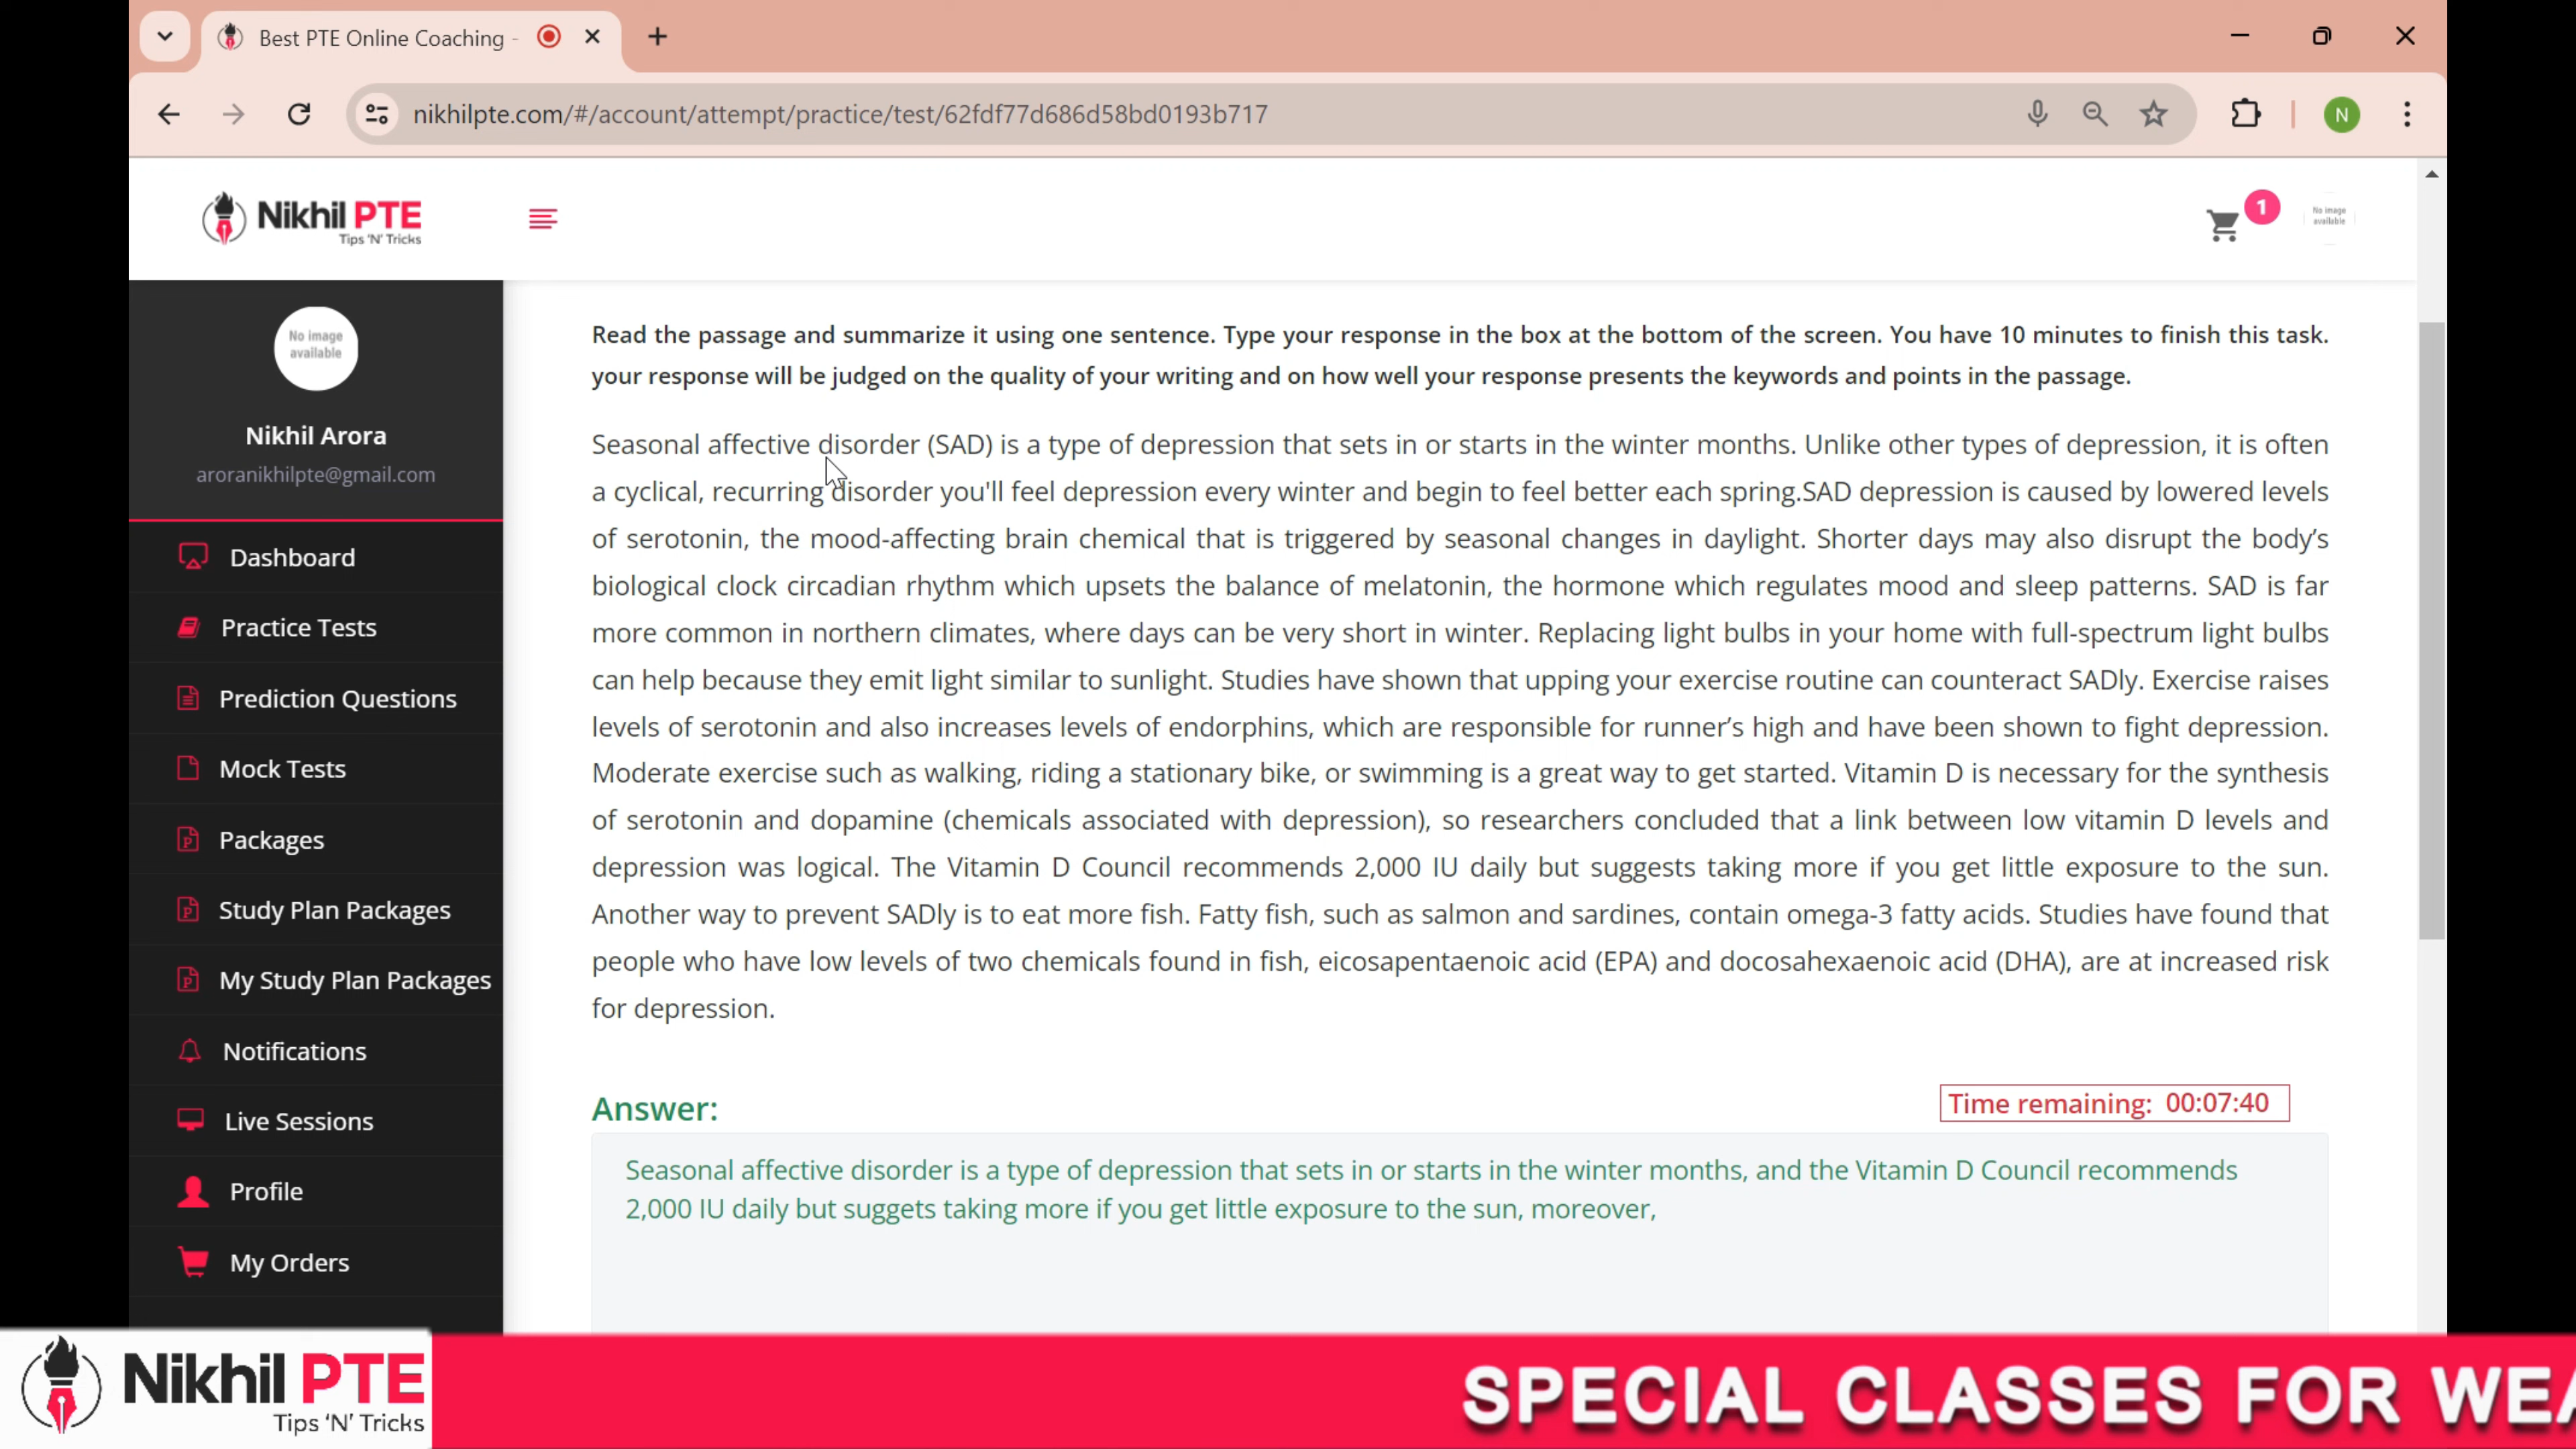 Best PTE Online Coaching -
nikhilpte.com/#/account/attempt/practice/test/62fdf77d686d58bd0193b717
N
Nikhil PTE
Tips 'N' Tricks
1
No image
available
No image
available
Nikhil Arora
aroranikhilpte@gmail.com
Dashboard
Practice Tests
Prediction Questions
Mock Tests
Packages
Study Plan Packages
My Study Plan Packages
Notifications
Live Sessions
Profile
My Orders
Read the passage and summarize it using one sentence. Type your response in the box at the bottom of the screen. You have 10 minutes to finish this task.
your response will be judged on the quality of your writing and on how well your response presents the keywords and points in the passage.
Seasonal affective disorder (SAD) is a type of depression that sets in or starts in the winter months. Unlike other types of depression, it is often
a cyclical, recurring disorder you'll feel depression every winter and begin to feel better each spring.SAD depression is caused by lowered levels
of serotonin, the mood-affecting brain chemical that is triggered by seasonal changes in daylight. Shorter days may also disrupt the body's
biological clock circadian rhythm which upsets the balance of melatonin, the hormone which regulates mood and sleep patterns. SAD is far
more common in northern climates, where days can be very short in winter. Replacing light bulbs in your home with full-spectrum light bulbs
can help because they emit light similar to sunlight. Studies have shown that upping your exercise routine can counteract SADly. Exercise raises
levels of serotonin and also increases levels of endorphins, which are responsible for runner's high and have been shown to fight depression.
Moderate exercise such as walking, riding a stationary bike, or swimming is a great way to get started. Vitamin D is necessary for the synthesis
of serotonin and dopamine (chemicals associated with depression), so researchers concluded that a link between low vitamin D levels and
depression was logical. The Vitamin D Council recommends 2,000 IU daily but suggests taking more if you get little exposure to the sun.
Another way to prevent SADly is to eat more fish. Fatty fish, such as salmon and sardines, contain omega-3 fatty acids. Studies have found that
people who have low levels of two chemicals found in fish, eicosapentaenoic acid (EPA) and docosahexaenoic acid (DHA), are at increased risk
for depression.
Answer:
Time remaining: 00:07:40
Seasonal affective disorder is a type of depression that sets in or starts in the winter months, and the Vitamin D Council recommends
2,000 IU daily but suggets taking more if you get little exposure to the sun, moreover,
Nikhil PTE
Tips 'N' Tricks
SPECIAL CLASSES FOR WEA